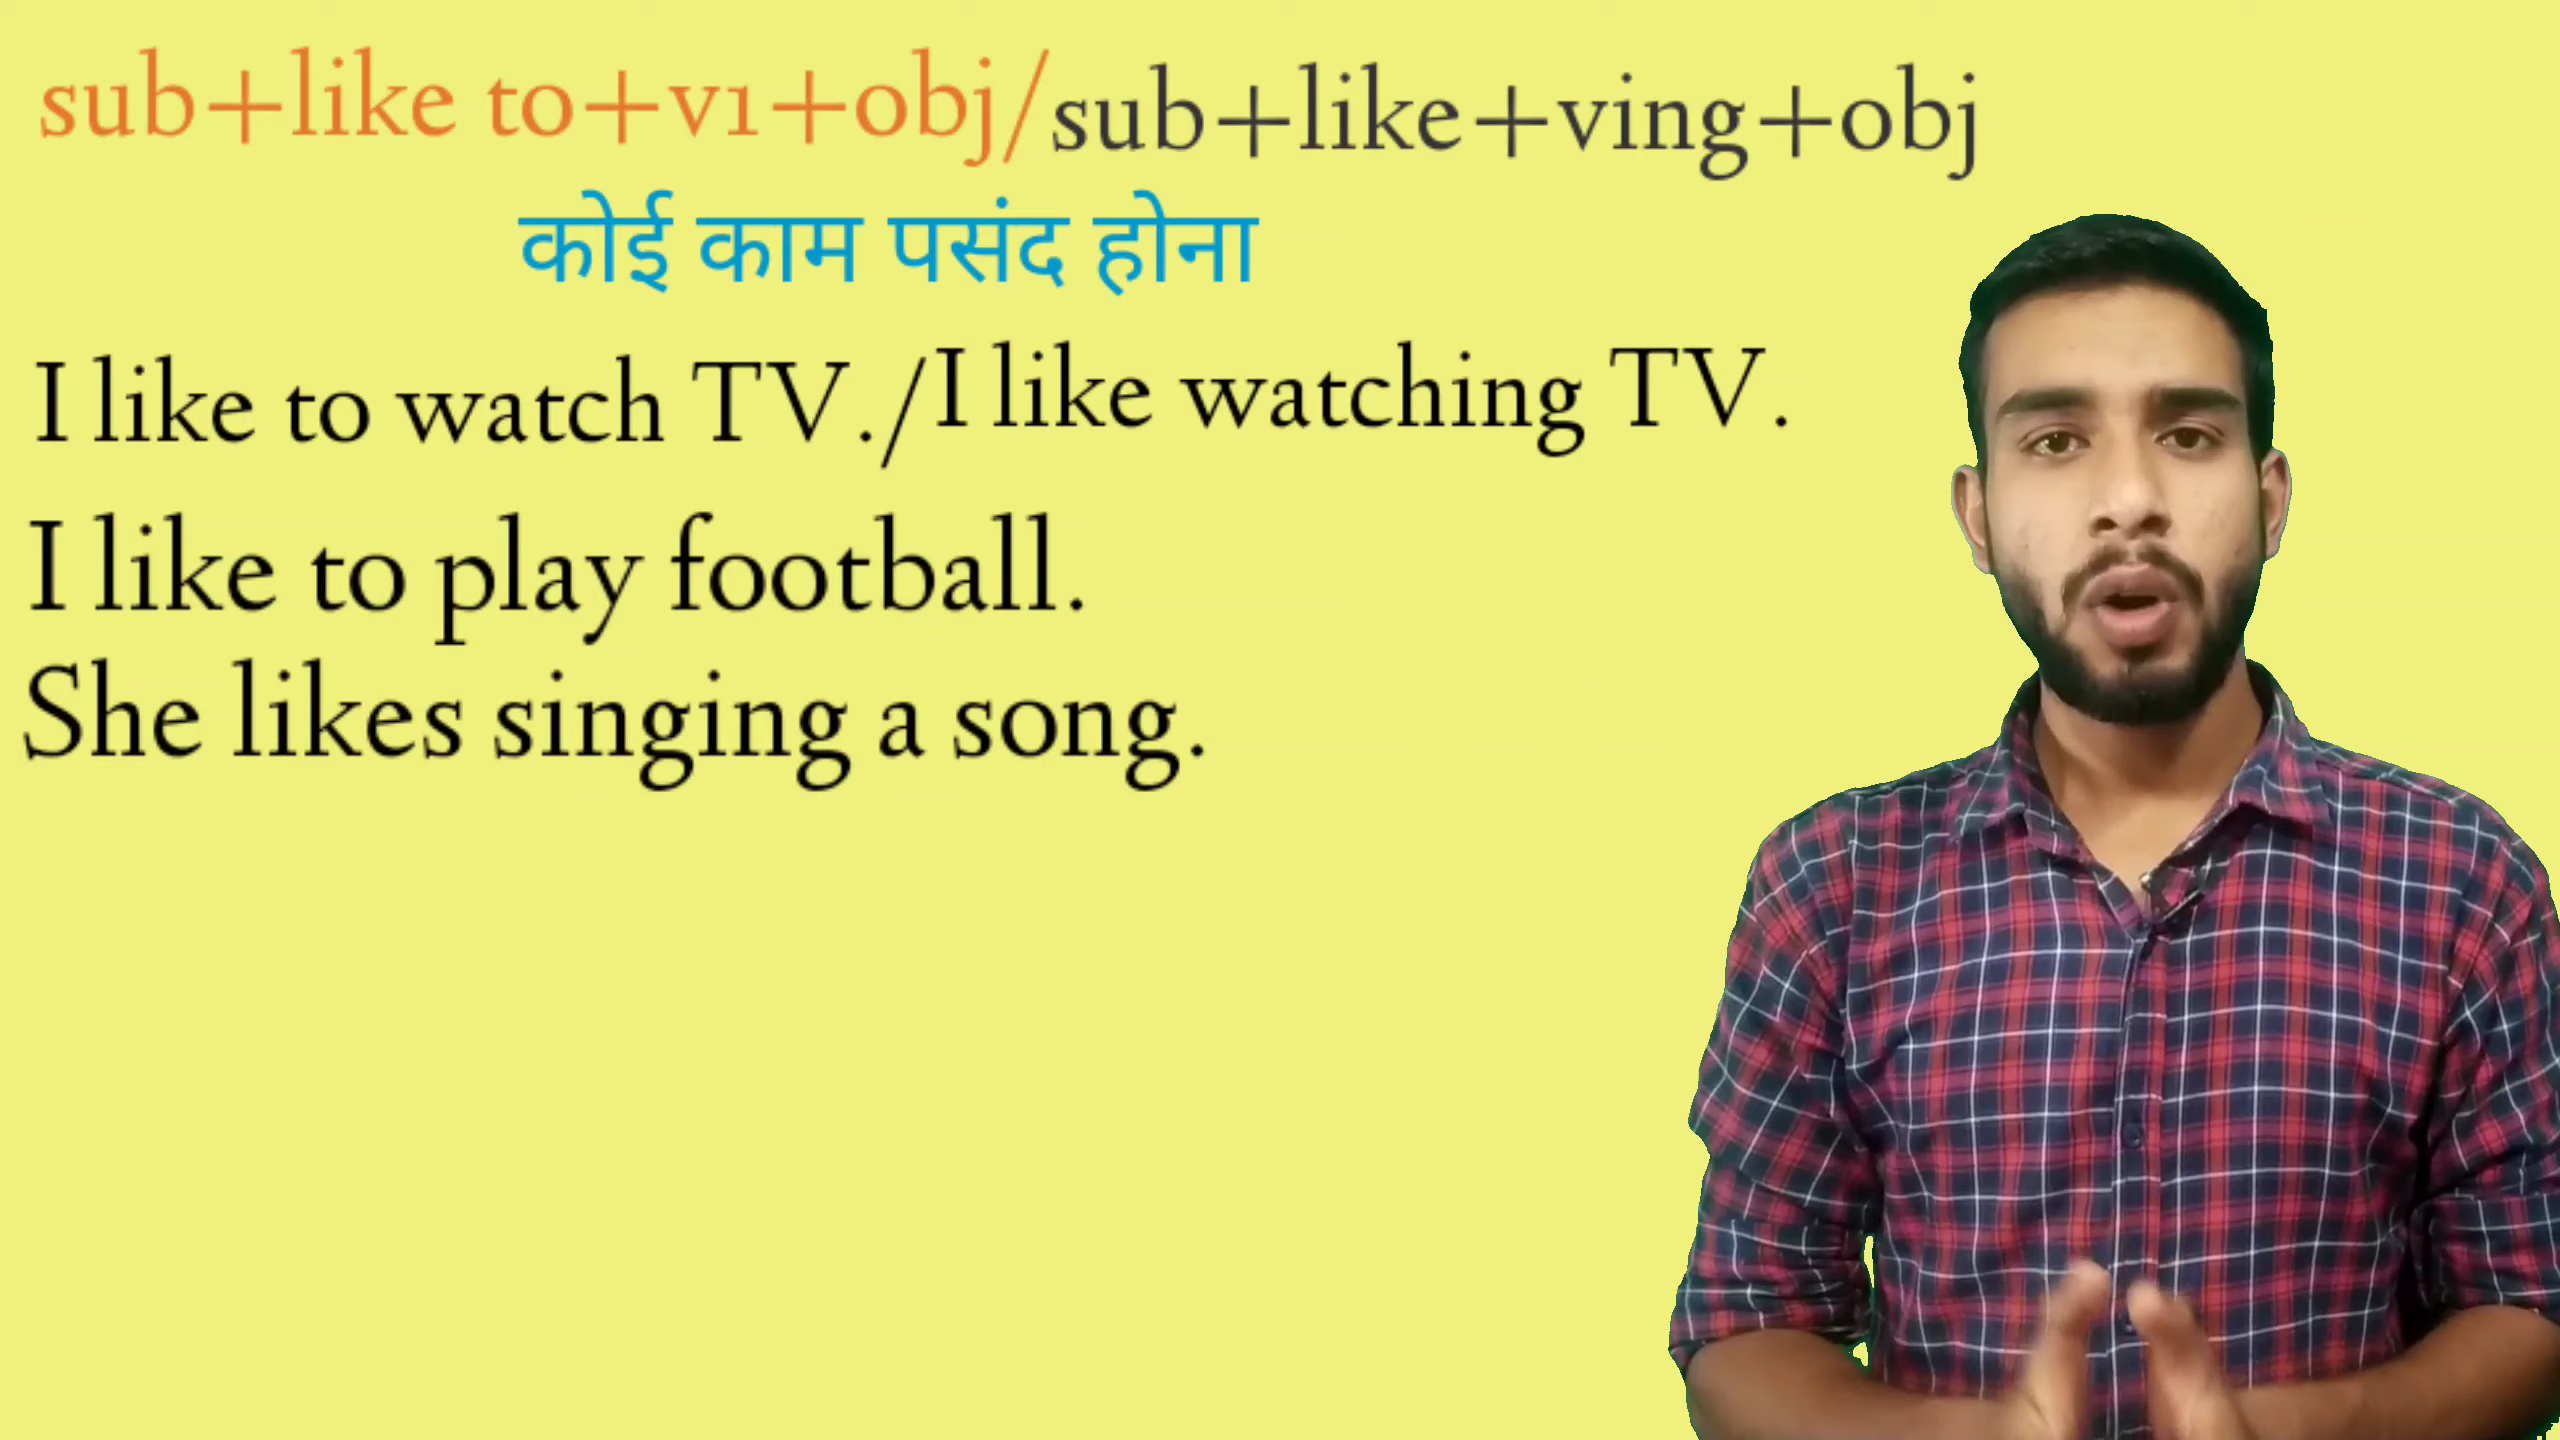 sub+like to+v1+obj/sub+like+ving+obj
कोई काम पसंद होना
I like to watch TV./I like watching TV.
I like to play football.
She likes singing a song.